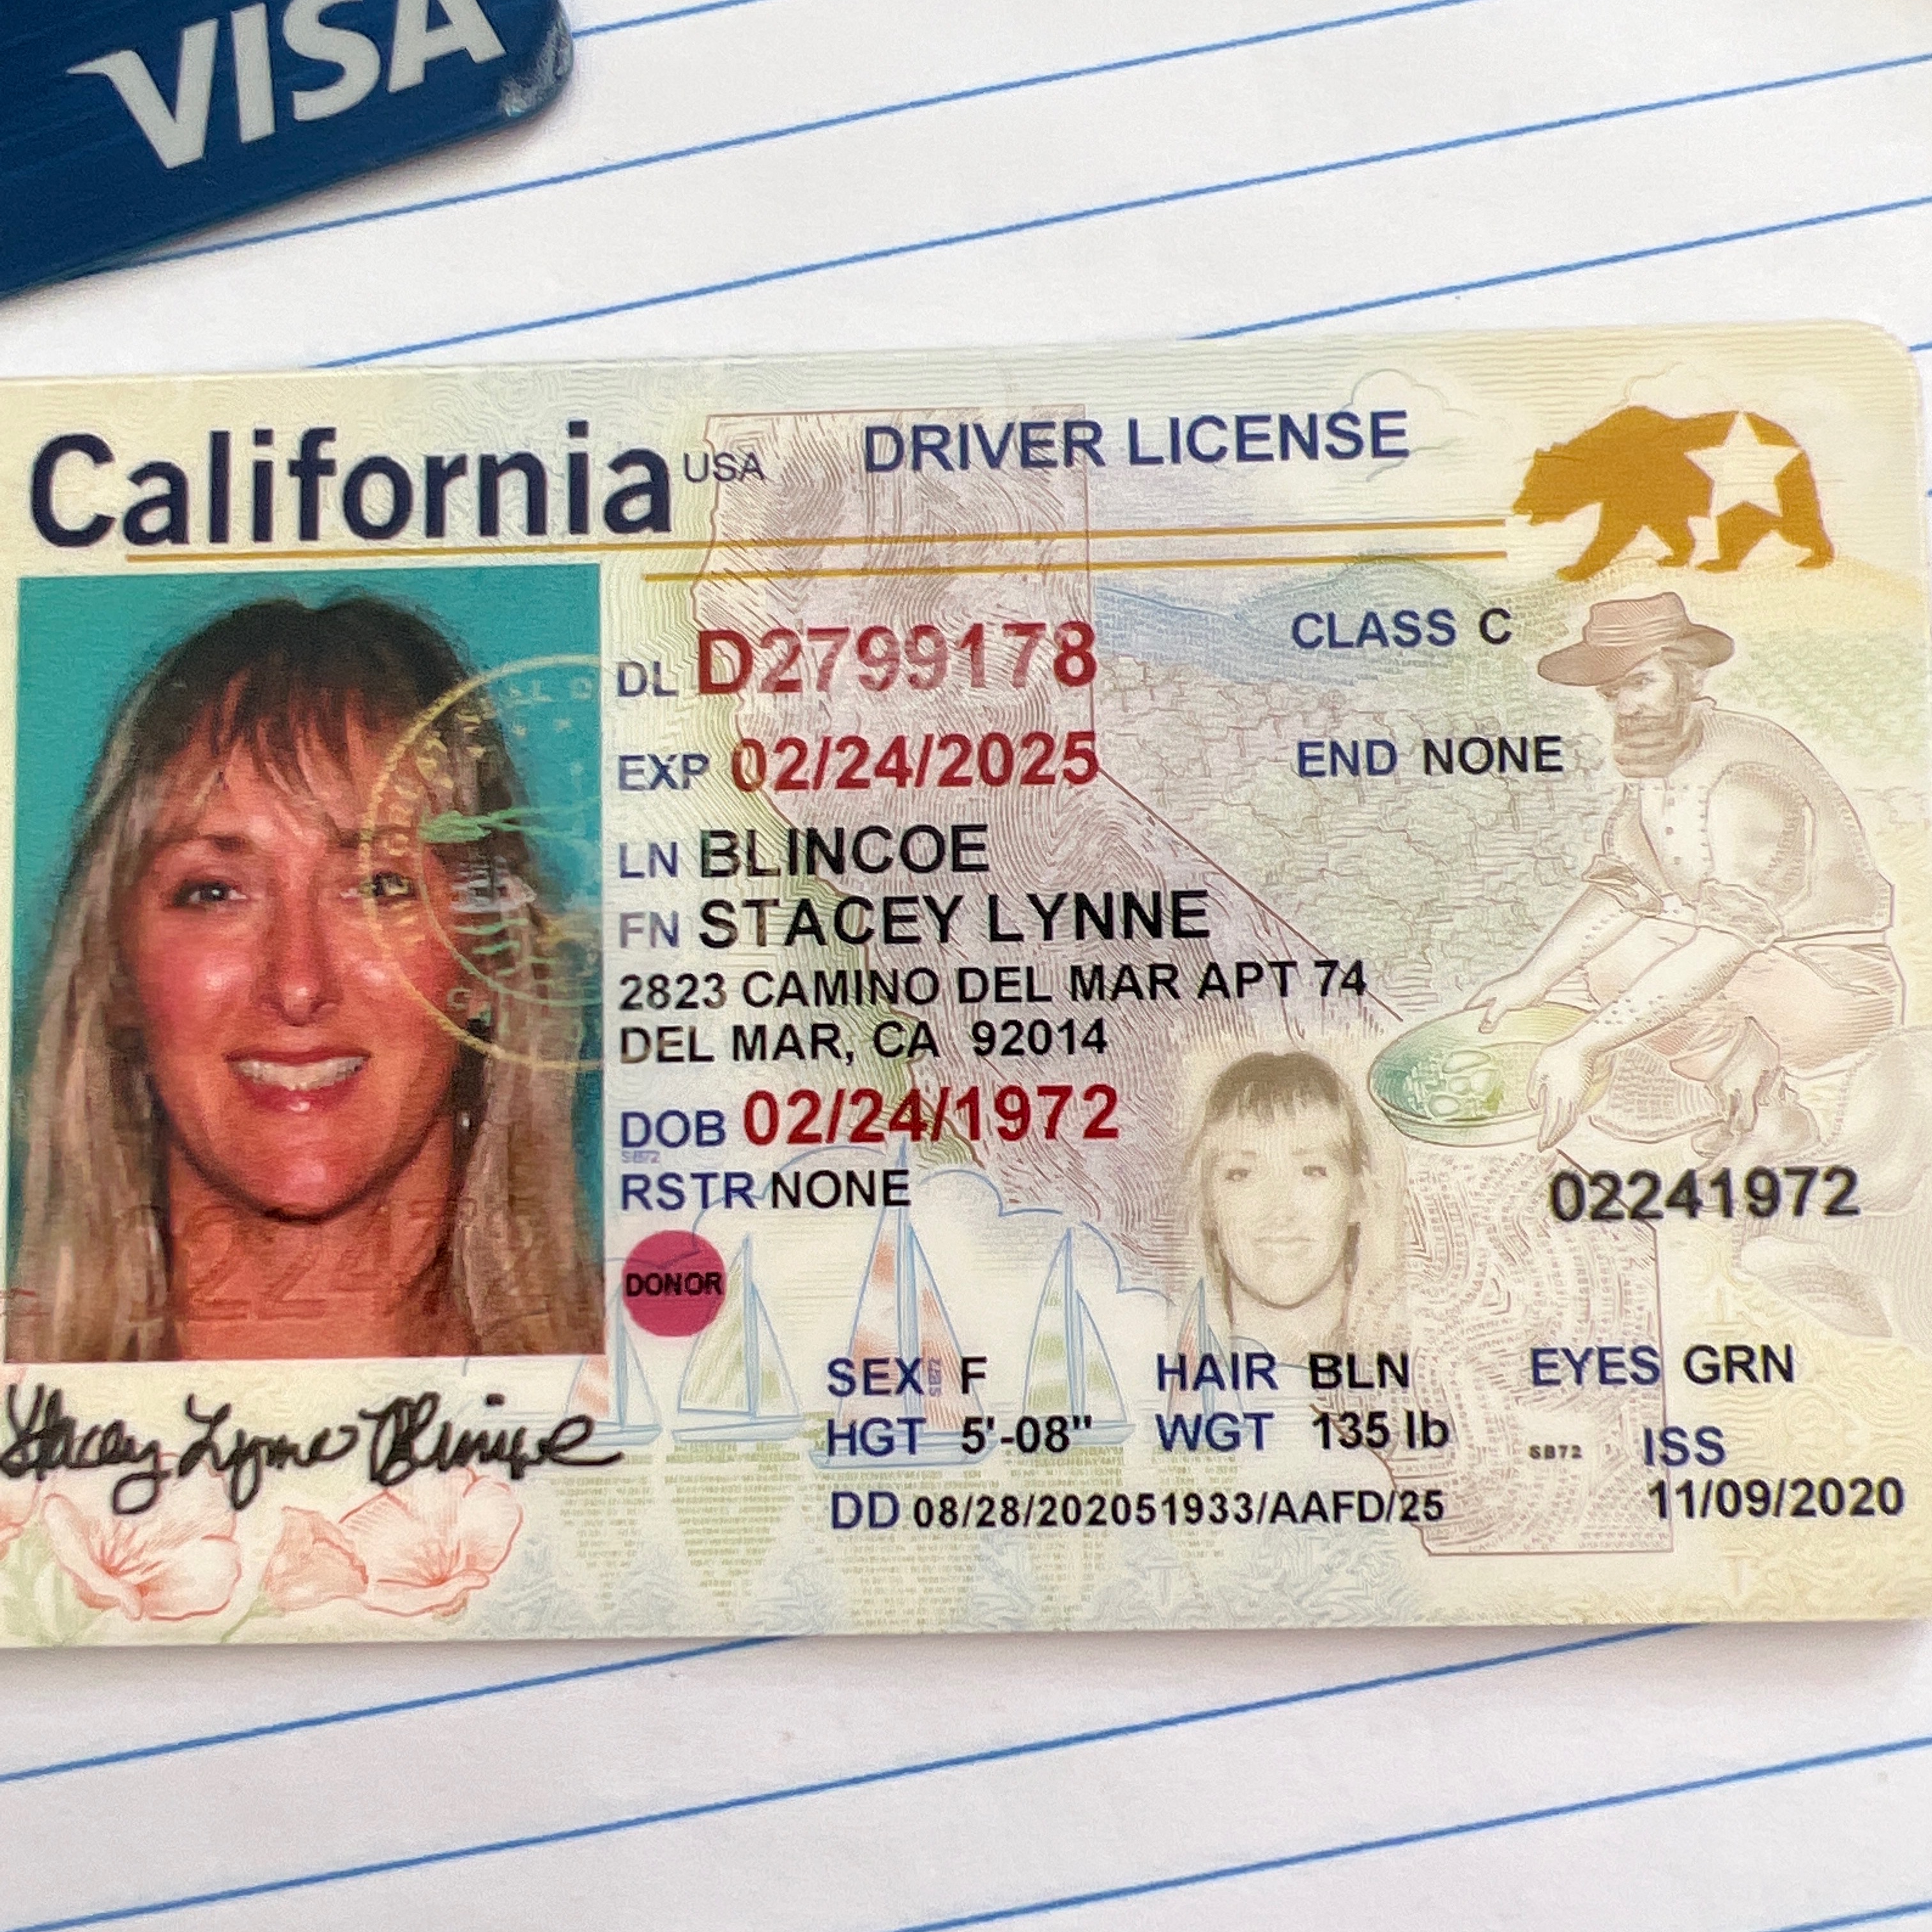 VISA
California USA DRIVER LICENSE
DL D2799178 CLASS C
EXP 02/24/2025 END NONE
LN BLINCOE
FN STACEY LYNNE
2823 CAMINO DEL MAR APT 74
DEL MAR, CA 92014
DOB 02/24/1972
RSTR NONE 02241972
DONOR
SEX F HAIR BLN EYES GRN
HGT 5'-08" WGT 135 lb SB72 ISS
DD 08/28/202051933/AAFD/25 11/09/2020
Stacey Lynne Blincoe